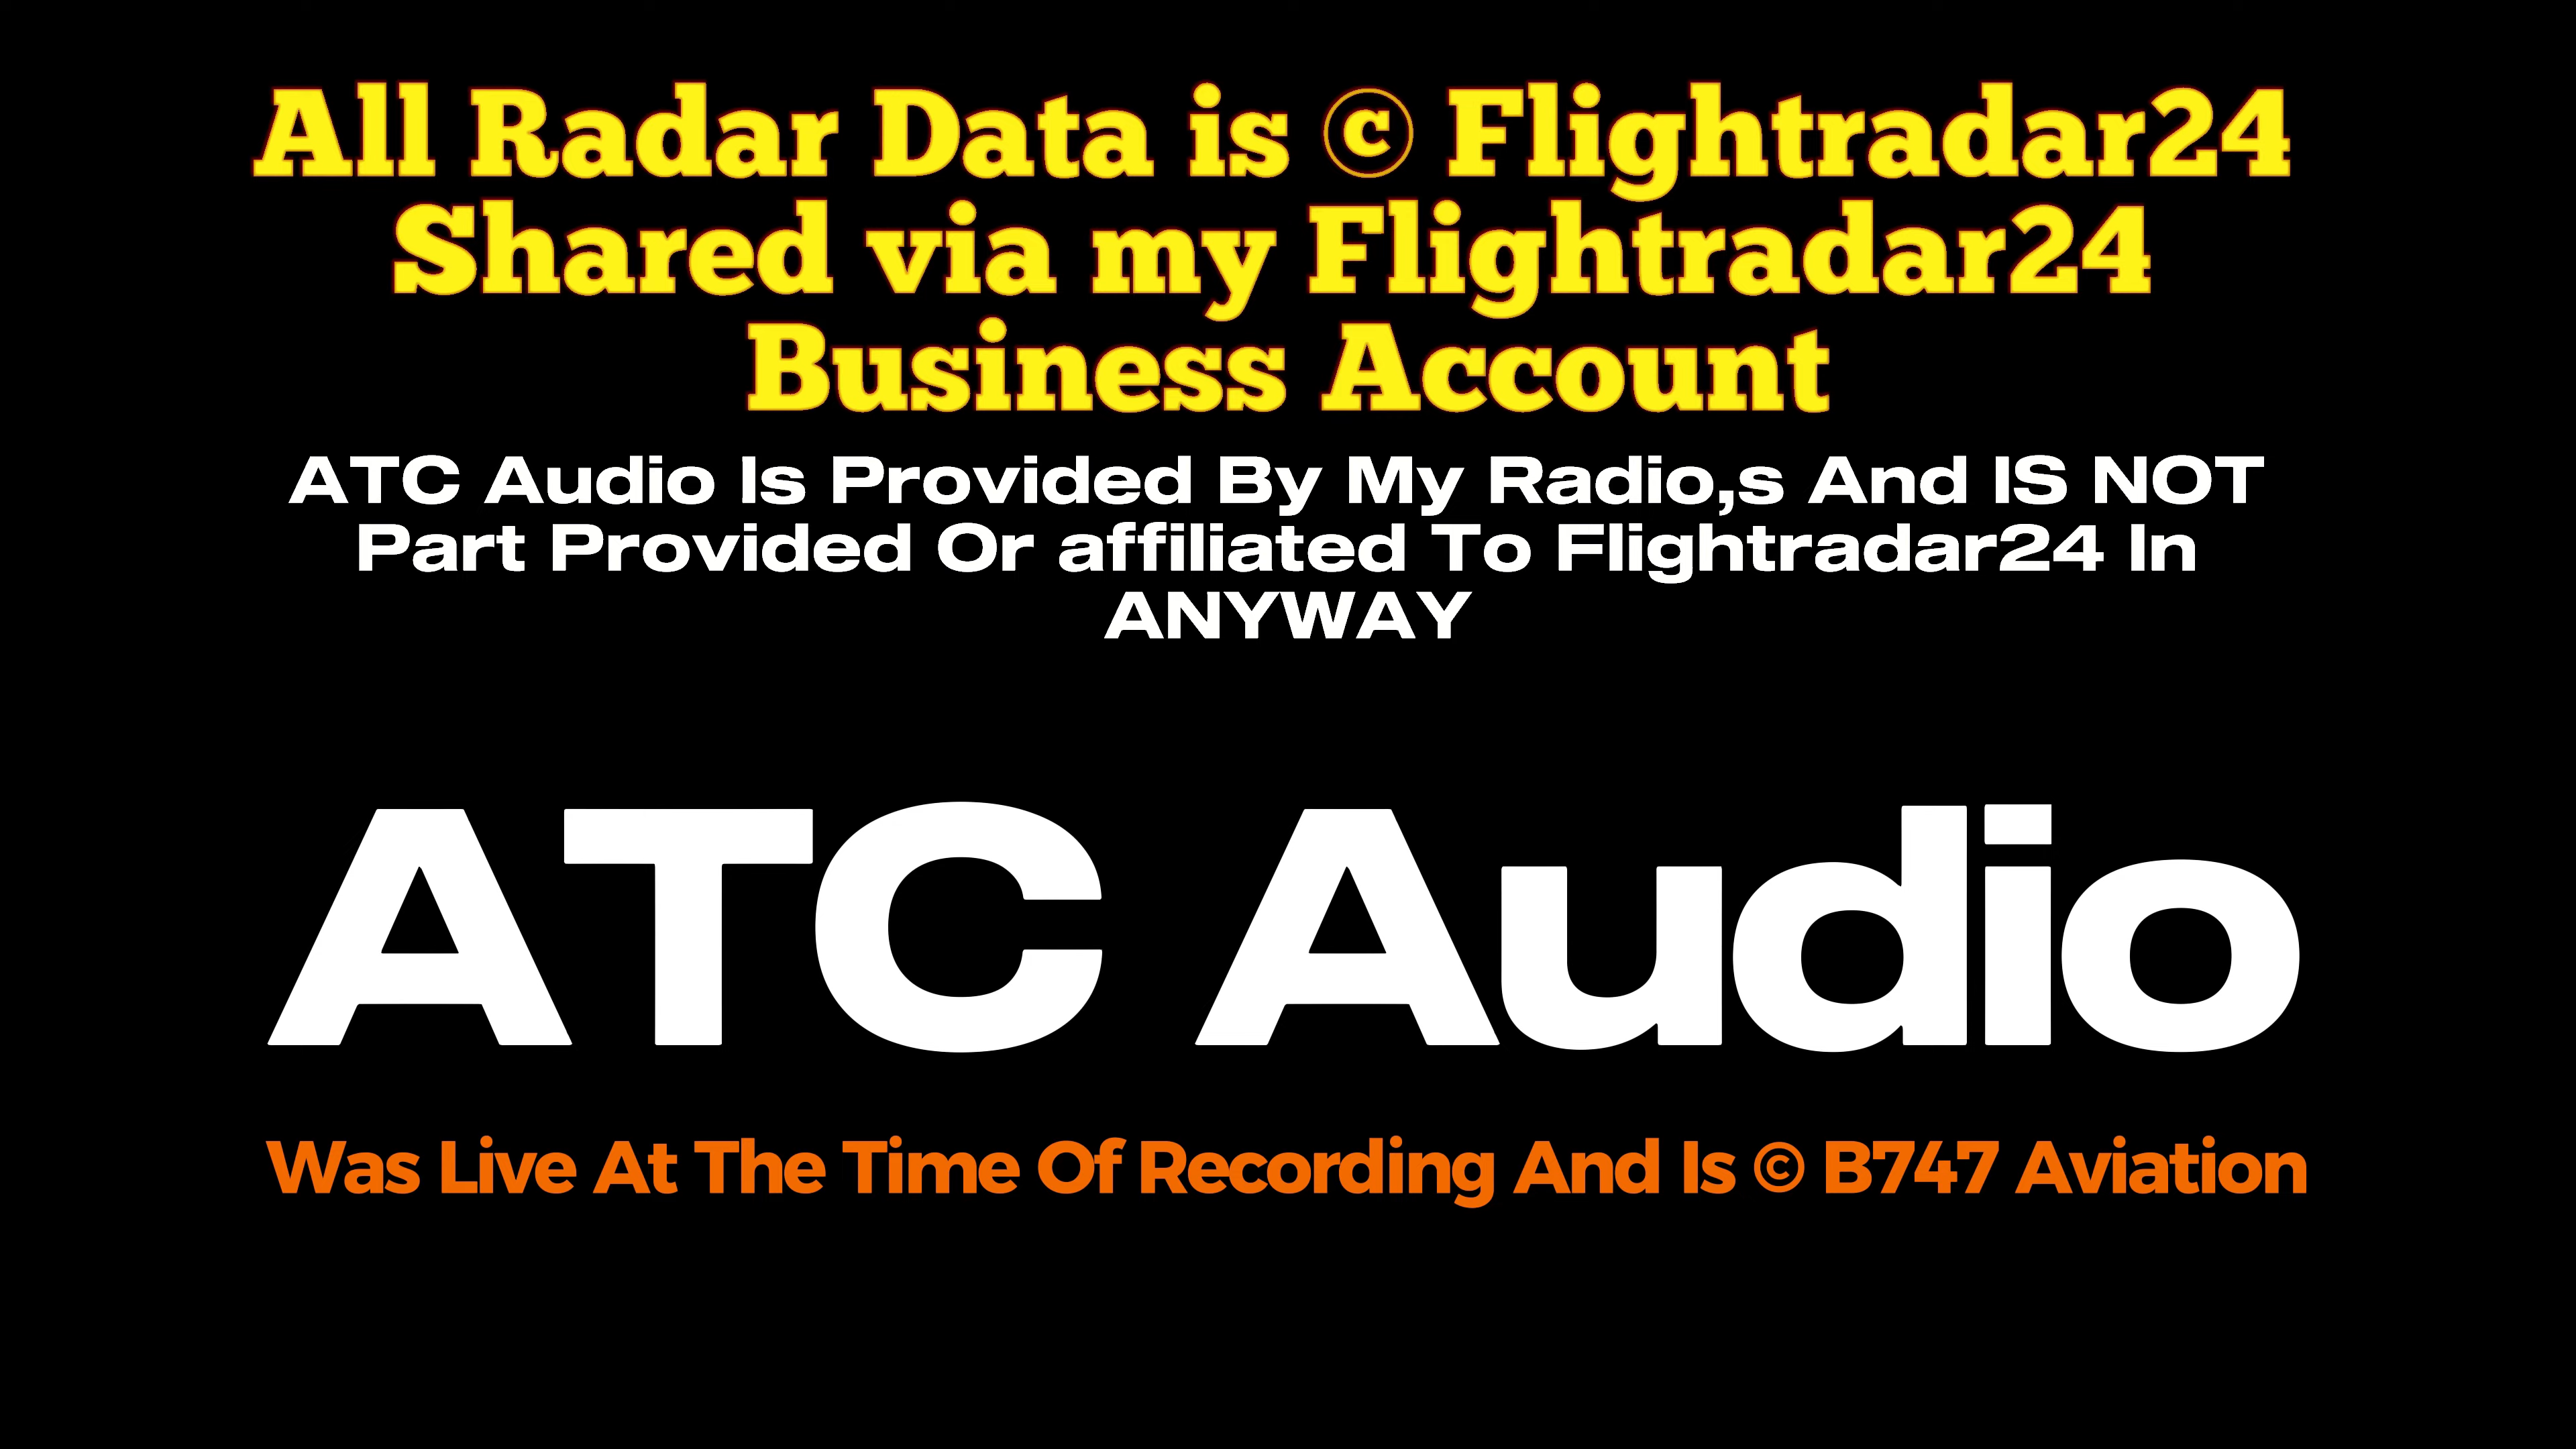 All Radar Data is © Flightradar24
Shared via my Flightradar24
Business Account
ATC Audio Is Provided By My Radio,s And IS NOT
Part Provided Or affiliated To Flightradar24 In
ANYWAY
ATC Audio
Was Live At The Time Of Recording And Is © B747 Aviation